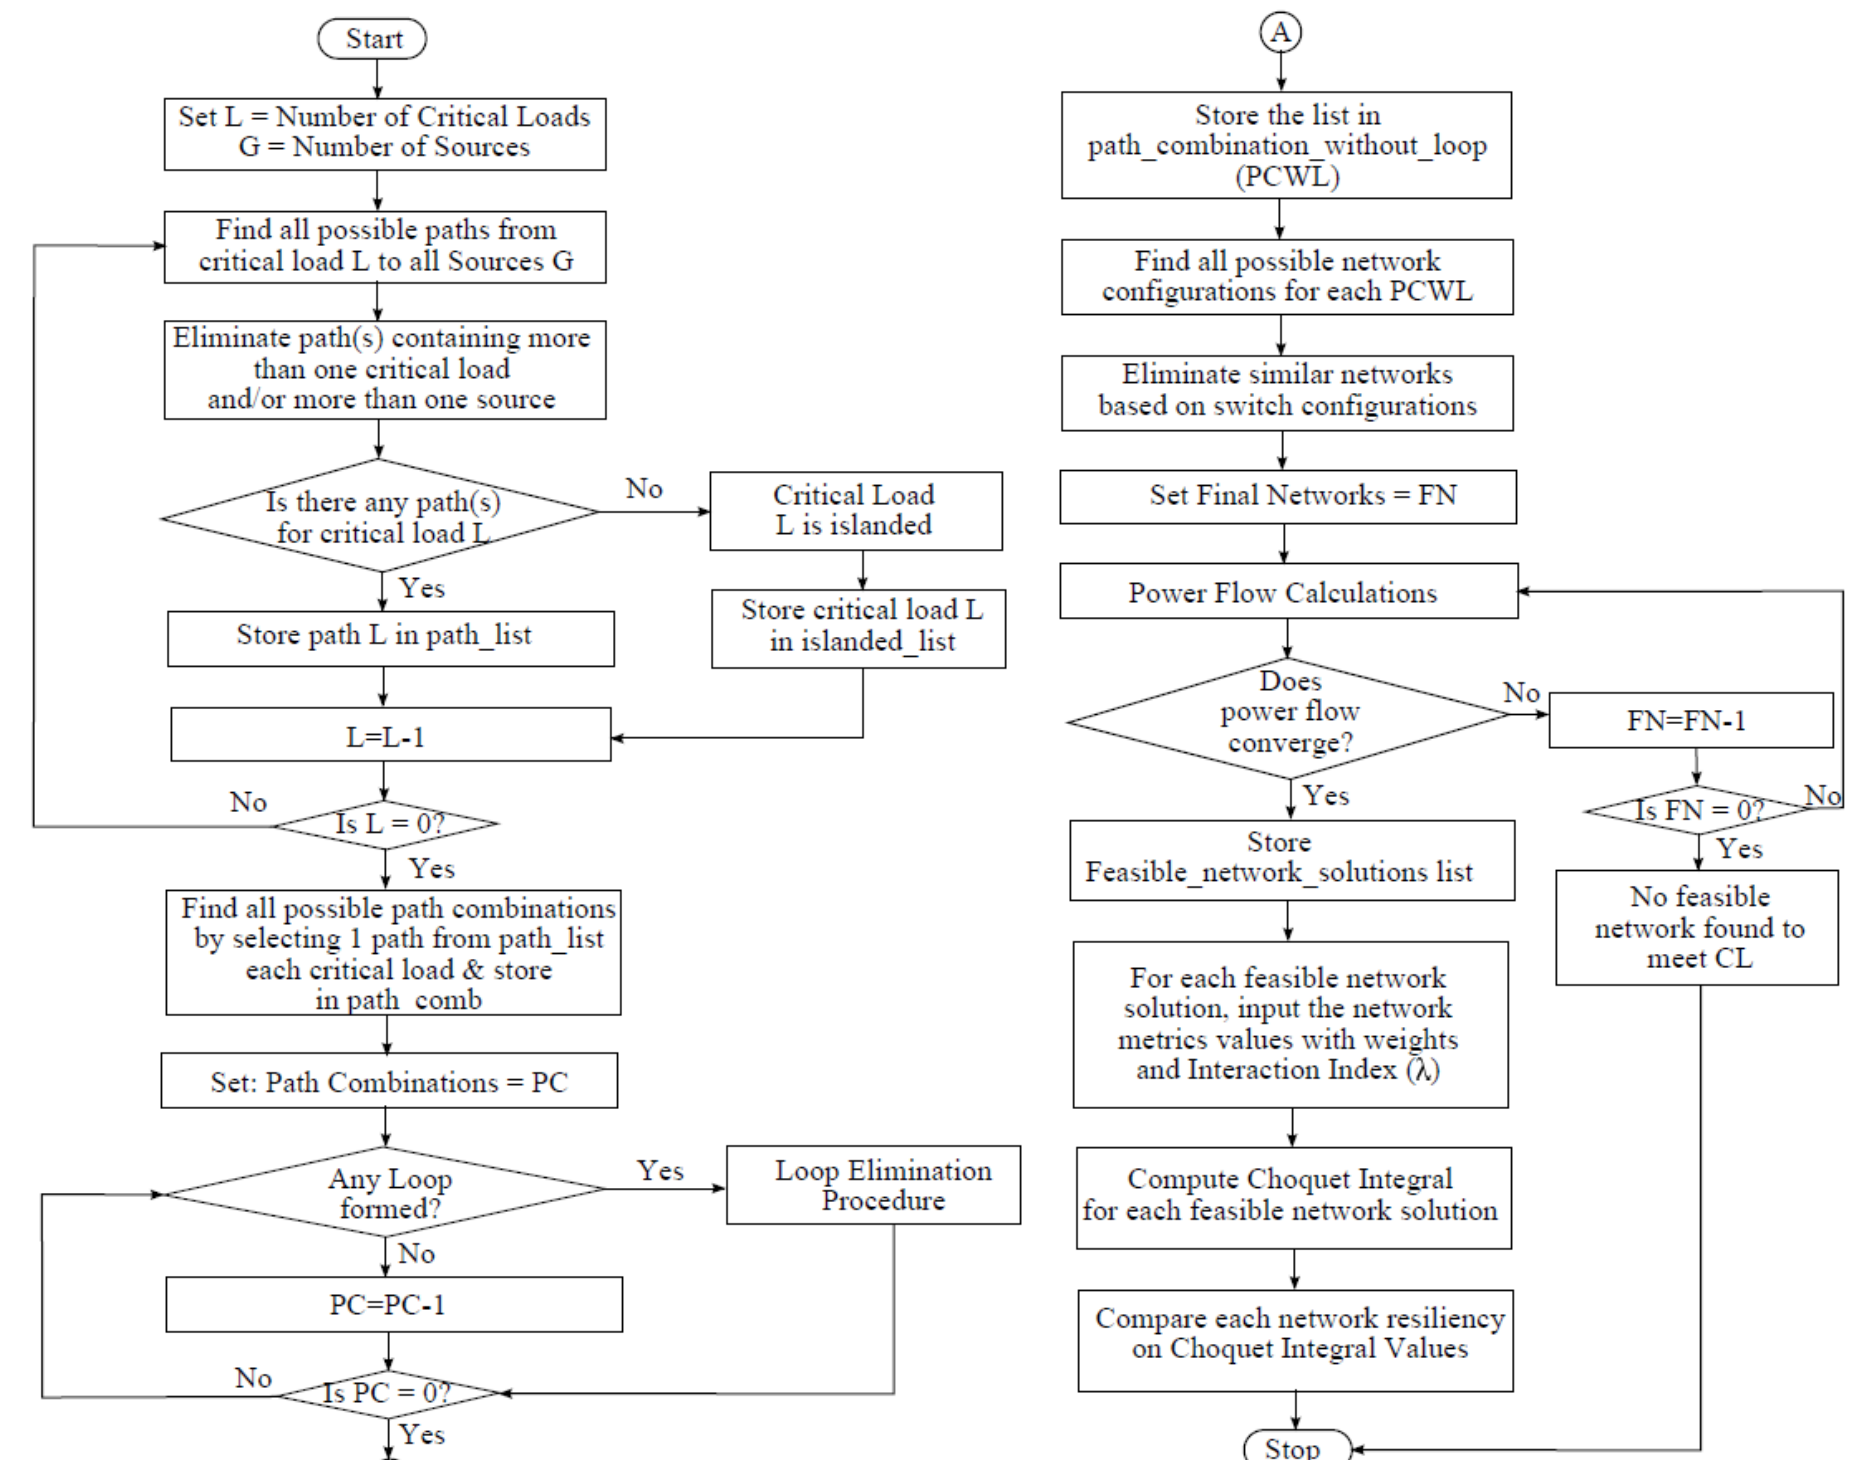 Start
Set L = Number of Critical Loads
G = Number of Sources
Find all possible paths from
critical load L to all Sources G
Eliminate path(s) containing more
than one critical load
and/or more than one source
Is there any path(s)
for critical load L
No
Critical Load
L is islanded
Yes
Store critical load L
in islanded_list
Store path L in path_list
L=L-1
No
Is L = 0?
Yes
Find all possible path combinations
by selecting 1 path from path_list
each critical load & store
in path_comb
Set: Path Combinations = PC
Any Loop
formed?
Yes
Loop Elimination
Procedure
No
PC=PC-1
No
Is PC = 0?
Yes
A
Store the list in
path_combination_without_loop
(PCWL)
Find all possible network
configurations for each PCWL
Eliminate similar networks
based on switch configurations
Set Final Networks = FN
Power Flow Calculations
Does
power flow
converge?
No
FN=FN-1
Yes
Is FN = 0?
No
Yes
No feasible
network found to
meet CL
Store
Feasible_network_solutions list
For each feasible network
solution, input the network
metrics values with weights
and Interaction Index (λ)
Compute Choquet Integral
for each feasible network solution
Compare each network resiliency
on Choquet Integral Values
Stop